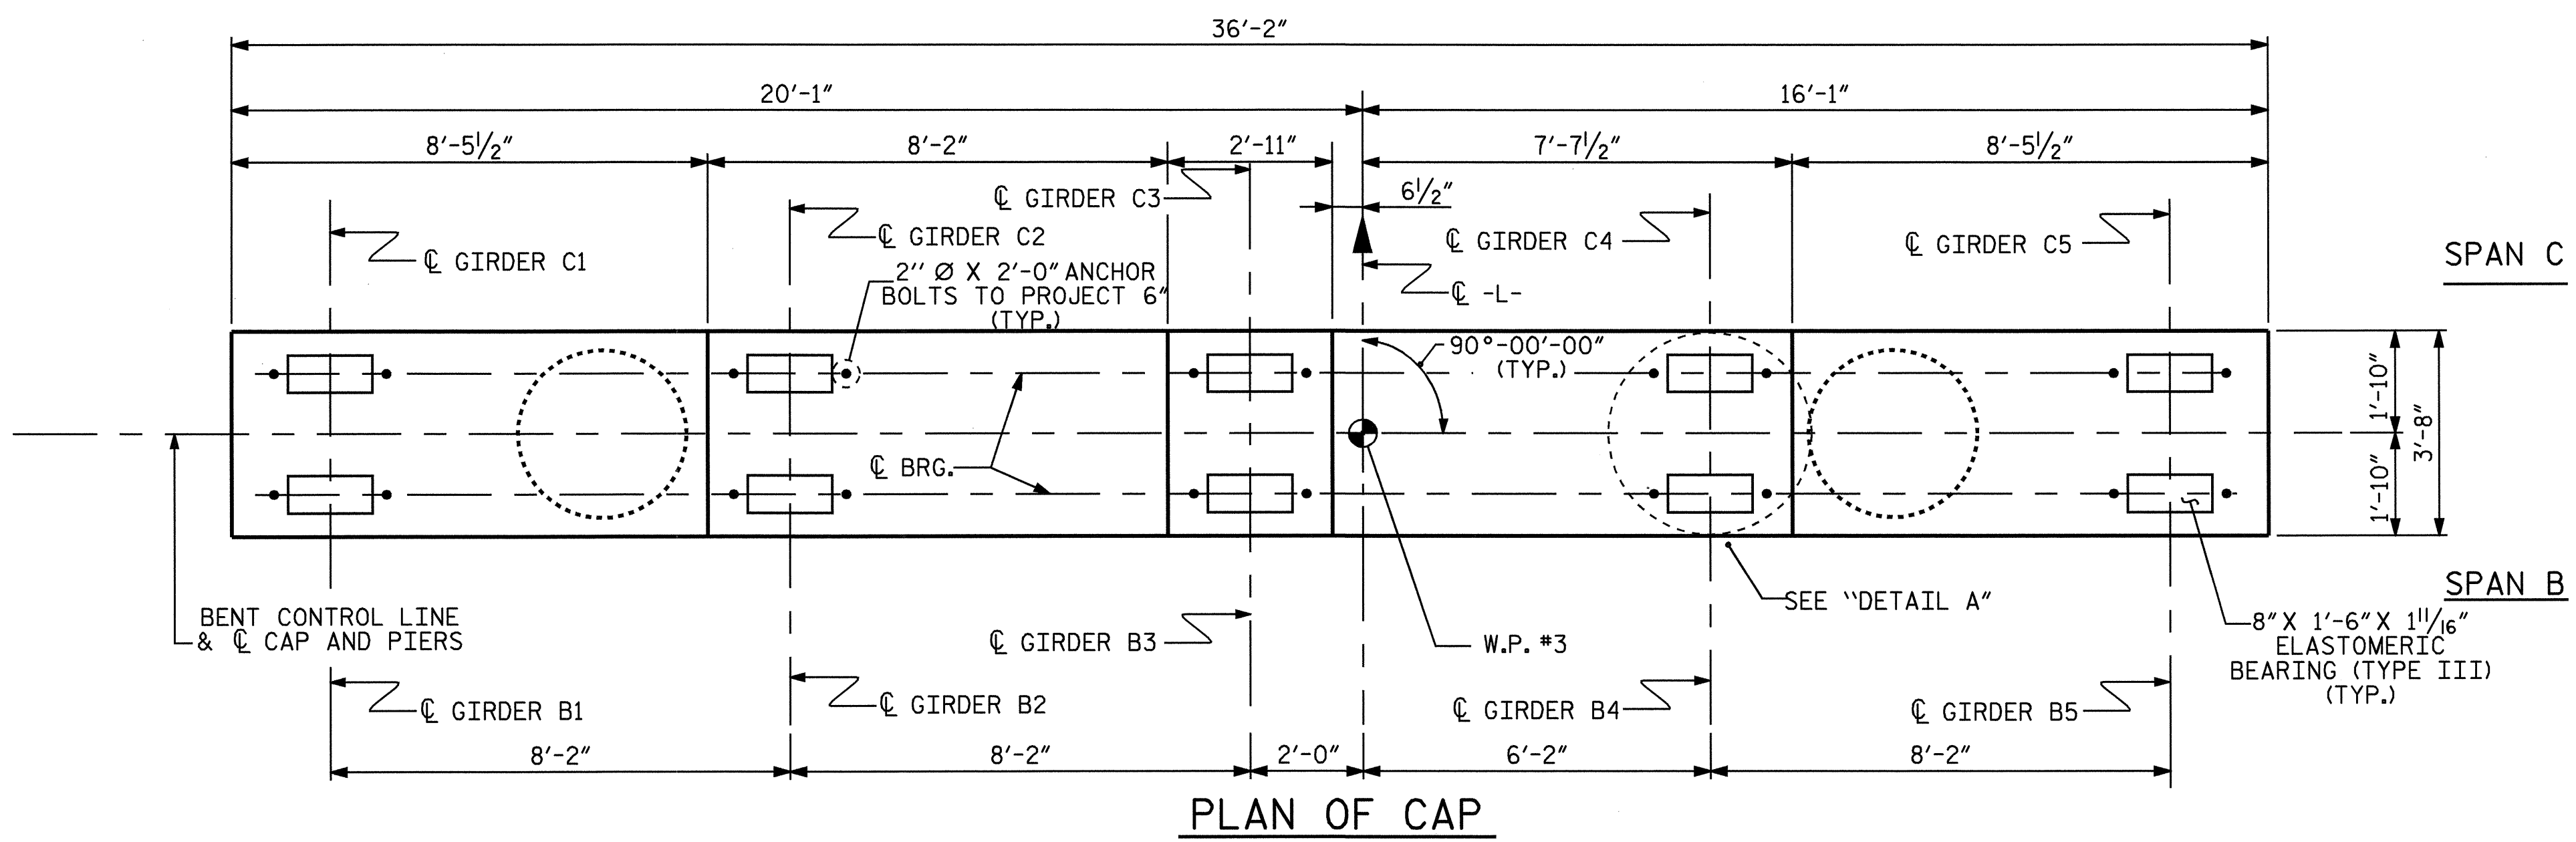 36'-2"
20'-1"
16'-1"
8'-5½"
8'-2"
2'-11"
7'-7½"
8'-5½"
6½"
℄ GIRDER C3
℄ GIRDER C1
℄ GIRDER C2
℄ GIRDER C4
℄ GIRDER C5
SPAN C
2" Ø X 2'-0" ANCHOR
BOLTS TO PROJECT 6"
(TYP.)
℄ -L-
90°-00'-00"
(TYP.)
1'-10"
3'-8"
1'-10"
℄ BRG.
BENT CONTROL LINE
& ℄ CAP AND PIERS
℄ GIRDER B3
W.P. #3
SEE "DETAIL A"
SPAN B
8" X 1'-6" X 1 11/16"
ELASTOMERIC
BEARING (TYPE III)
(TYP.)
℄ GIRDER B1
℄ GIRDER B2
℄ GIRDER B4
℄ GIRDER B5
8'-2"
8'-2"
2'-0"
6'-2"
8'-2"
PLAN OF CAP